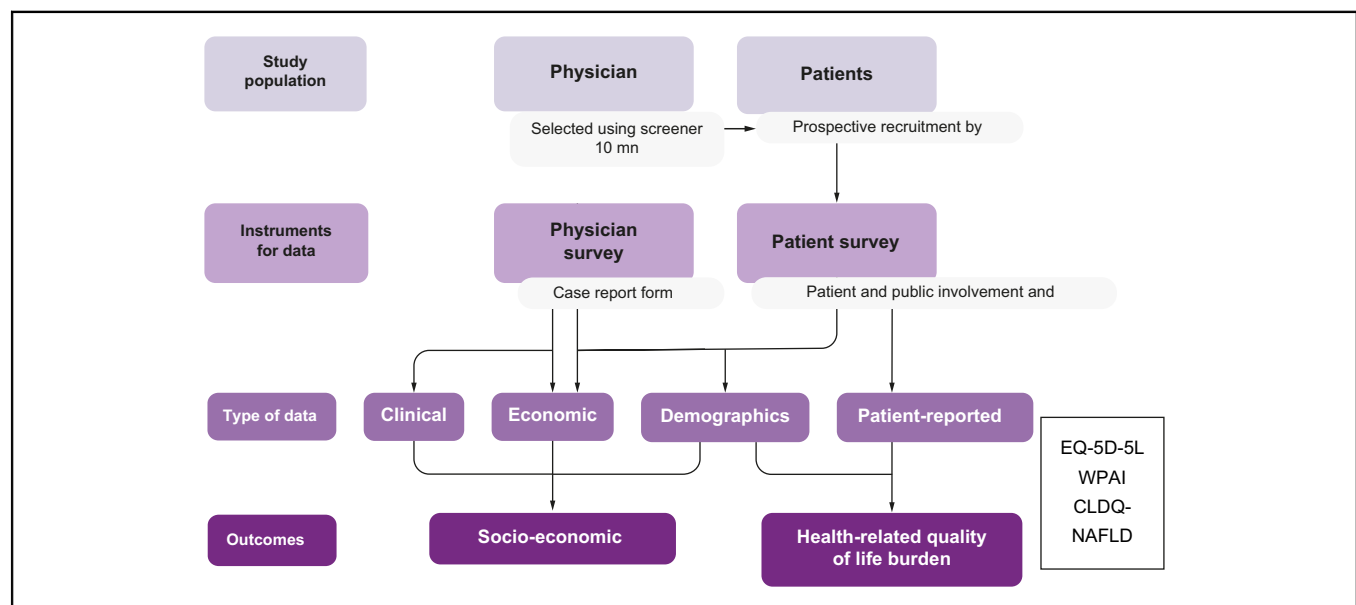 Study
population
Physician
Patients
Selected using screener
10 mn
Prospective recruitment by
Instruments
for data
Physician
survey
Patient survey
Case report form
Patient and public involvement and
Type of data
Clinical
Economic
Demographics
Patient-reported
EQ-5D-5L
WPAI
CLDQ-
NAFLD
Outcomes
Socio-economic
Health-related quality
of life burden